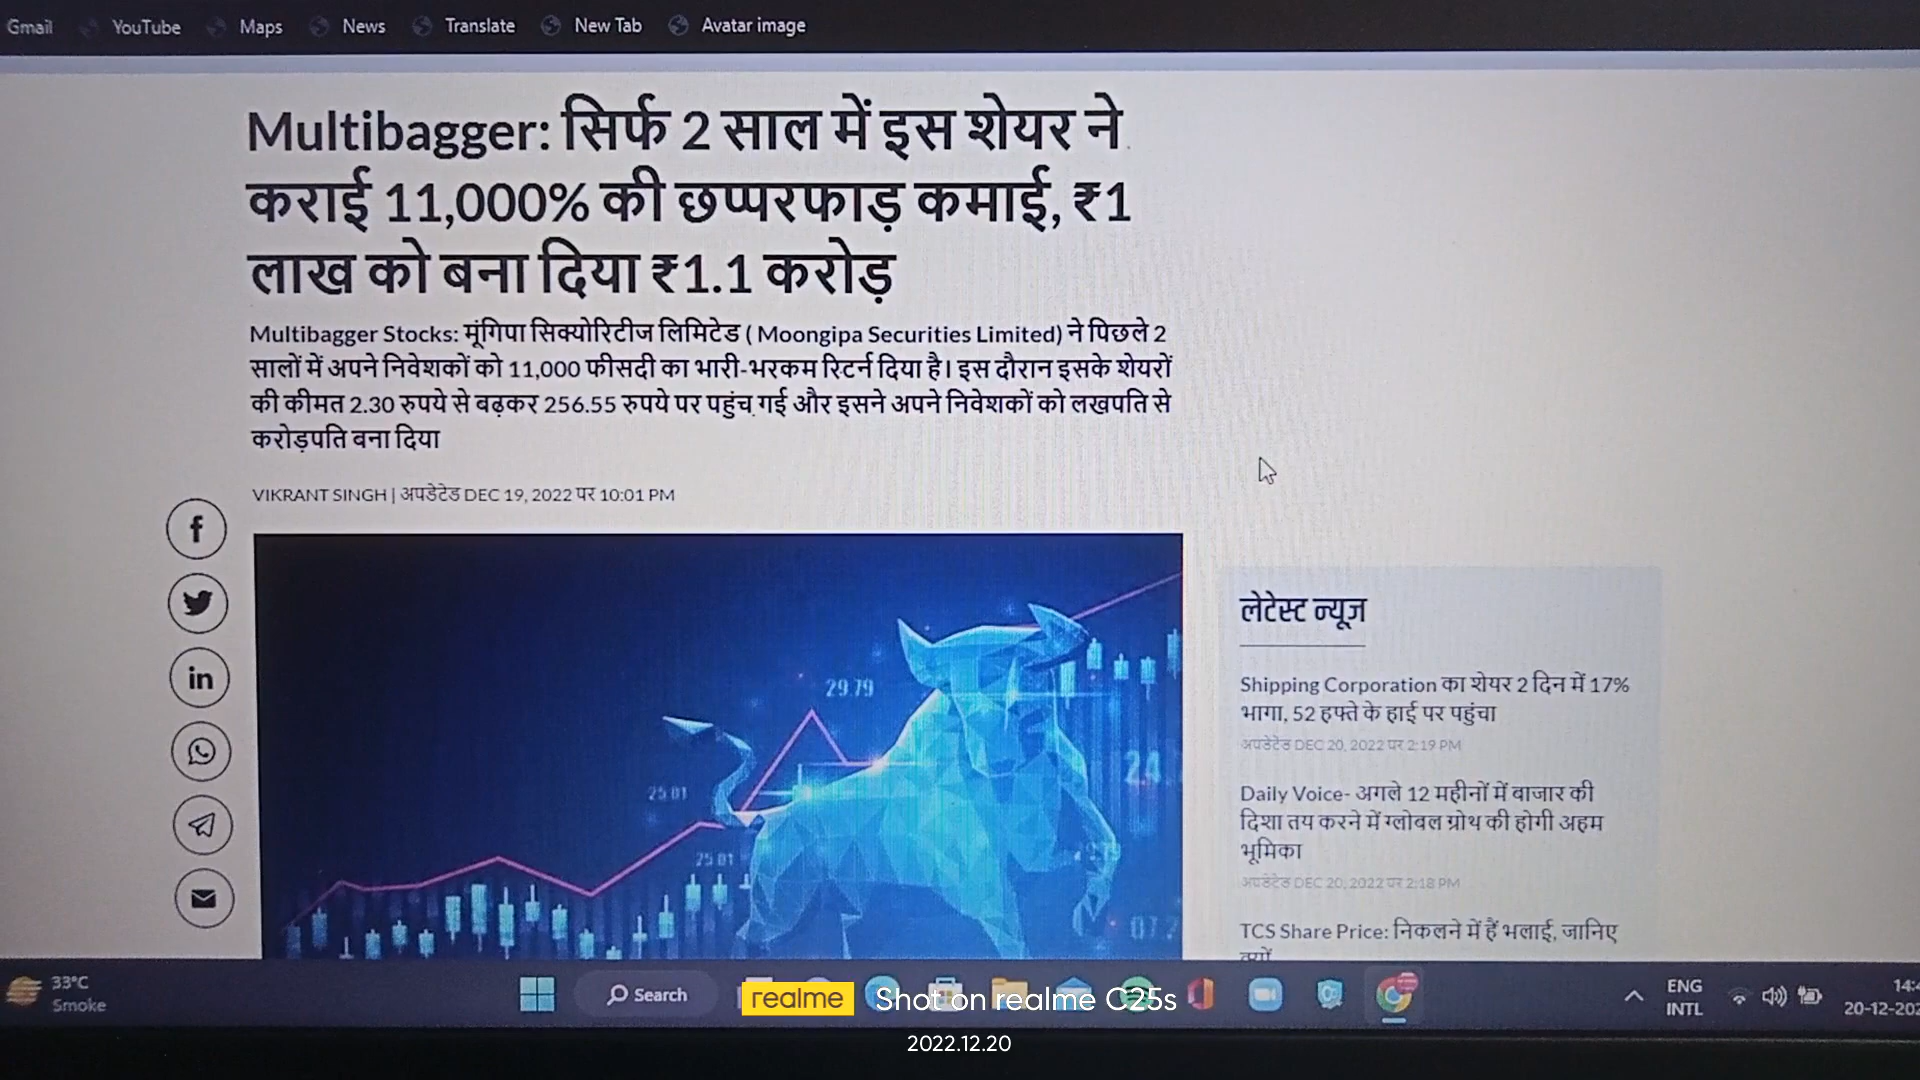 Gmail
YouTube
Maps
News
Translate
New Tab
Avatar image
Multibagger: सिर्फ 2 साल में इस शेयर ने
कराई 11,000% की छप्परफाड़ कमाई, ₹1
लाख को बना दिया ₹1.1 करोड़
Multibagger Stocks: मूंगिपा सिक्योरिटीज लिमिटेड ( Moongipa Securities Limited) ने पिछले 2
सालों में अपने निवेशकों को 11,000 फीसदी का भारी-भरकम रिटर्न दिया है। इस दौरान इसके शेयरों
की कीमत 2.30 रुपये से बढ़कर 256.55 रुपये पर पहुंच गई और इसने अपने निवेशकों को लखपति से
करोड़पति बना दिया
VIKRANT SINGH | अपडेटेड DEC 19, 2022 पर 10:01 PM
29.79
25.01
25.01
लेटेस्ट न्यूज
Shipping Corporation का शेयर 2 दिन में 17%
भागा, 52 हफ्ते के हाई पर पहुंचा
अपडेटेड DEC 20, 2022 पर 2:19 PM
Daily Voice- अगले 12 महीनों में बाजार की
दिशा तय करने में ग्लोबल ग्रोथ की होगी अहम
भूमिका
अपडेटेड DEC 20, 2022 पर 2:18 PM
TCS Share Price: निकलने में हैं भलाई, जानिए
33°C
Smoke
Search
realme Shot on realme C25s
2022.12.20
ENG
INTL